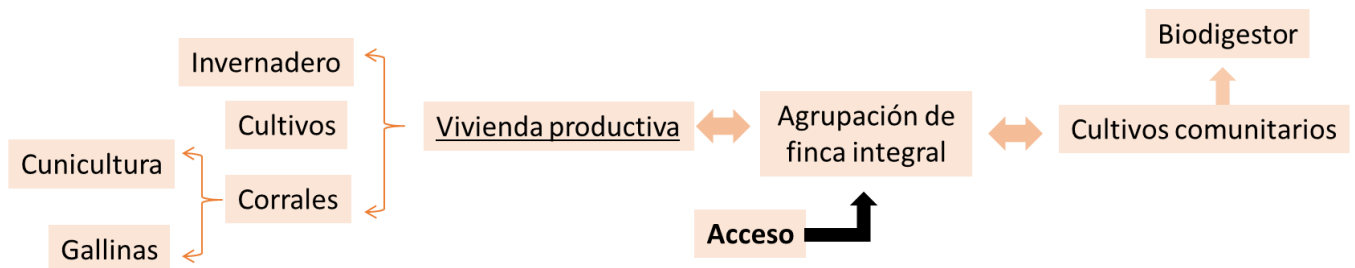 Biodigestor
Invernadero
Cultivos
Vivienda productiva
Agrupación de
finca integral
Cultivos comunitarios
Cunicultura
Corrales
Acceso
Gallinas